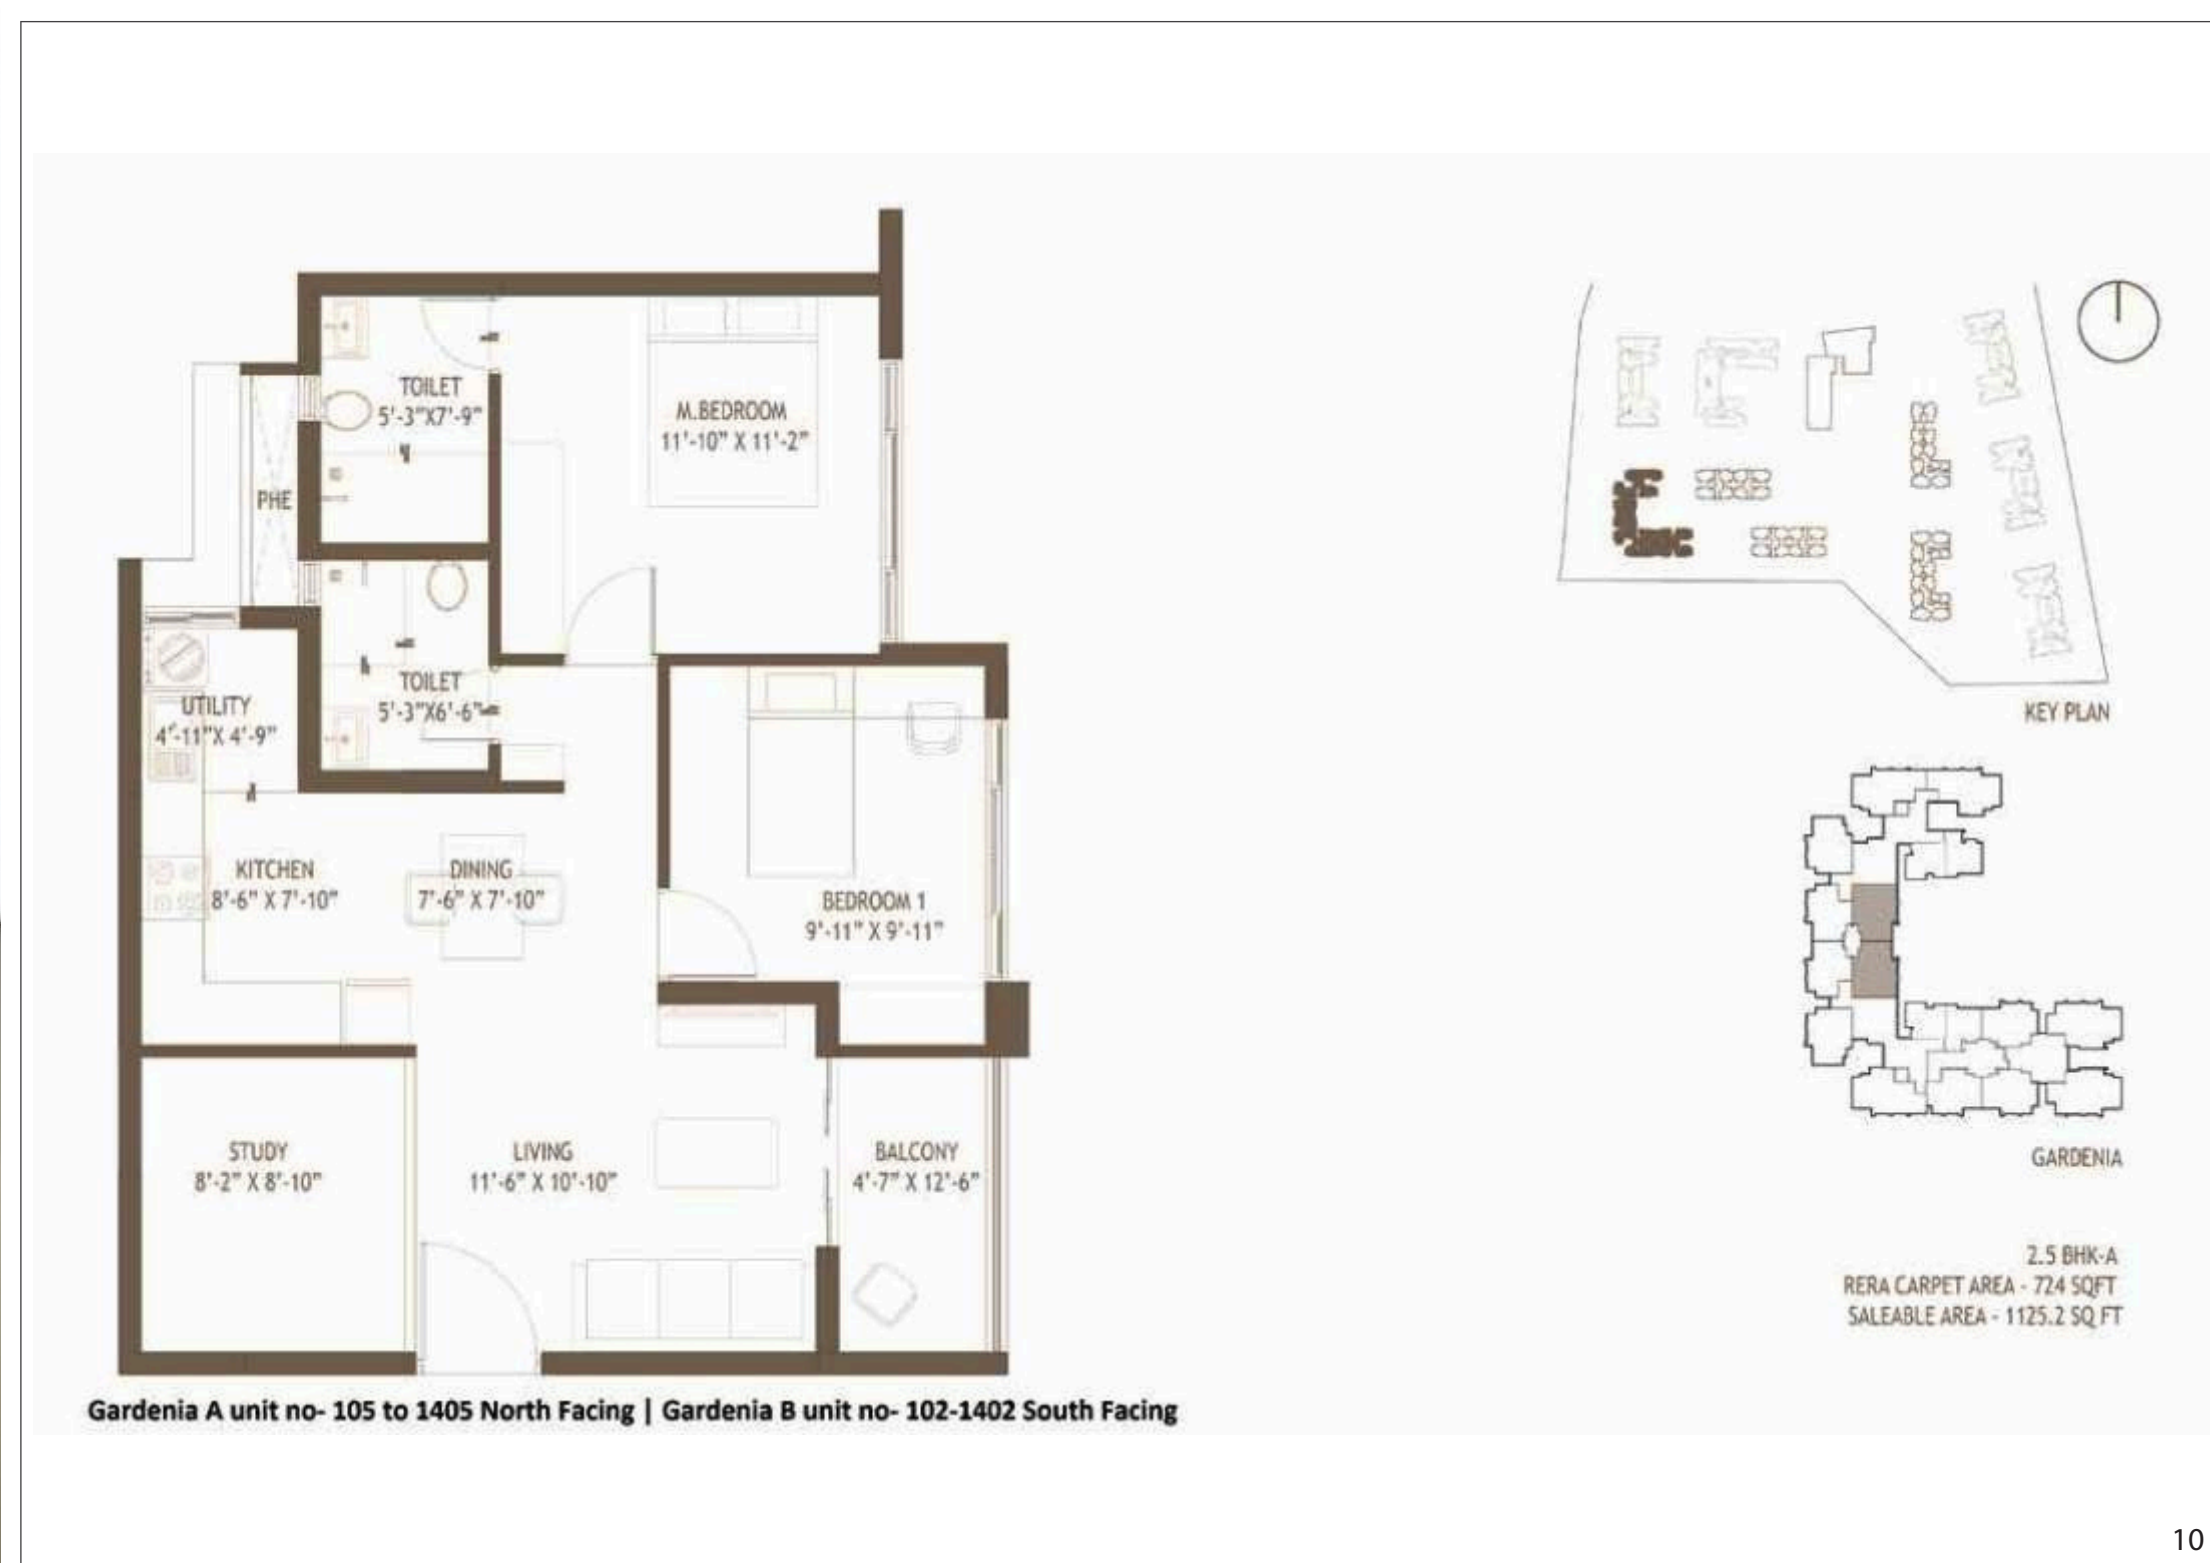 TOILET
5'-3"X7'-9"
M.BEDROOM
11'-10" X 11'-2"
PHE
TOILET
5'-3"X6'-6"
UTILITY
4'-11"X 4'-9"
KITCHEN
8'-6" X 7'-10"
DINING
7'-6" X 7'-10"
BEDROOM 1
9'-11" X 9'-11"
STUDY
8'-2" X 8'-10"
LIVING
11'-6" X 10'-10"
BALCONY
4'-7" X 12'-6"
Gardenia A unit no- 105 to 1405 North Facing | Gardenia B unit no- 102-1402 South Facing
KEY PLAN
GARDENIA
2.5 BHK-A
RERA CARPET AREA - 724 SQFT
SALEABLE AREA - 1125.2 SQ FT
10